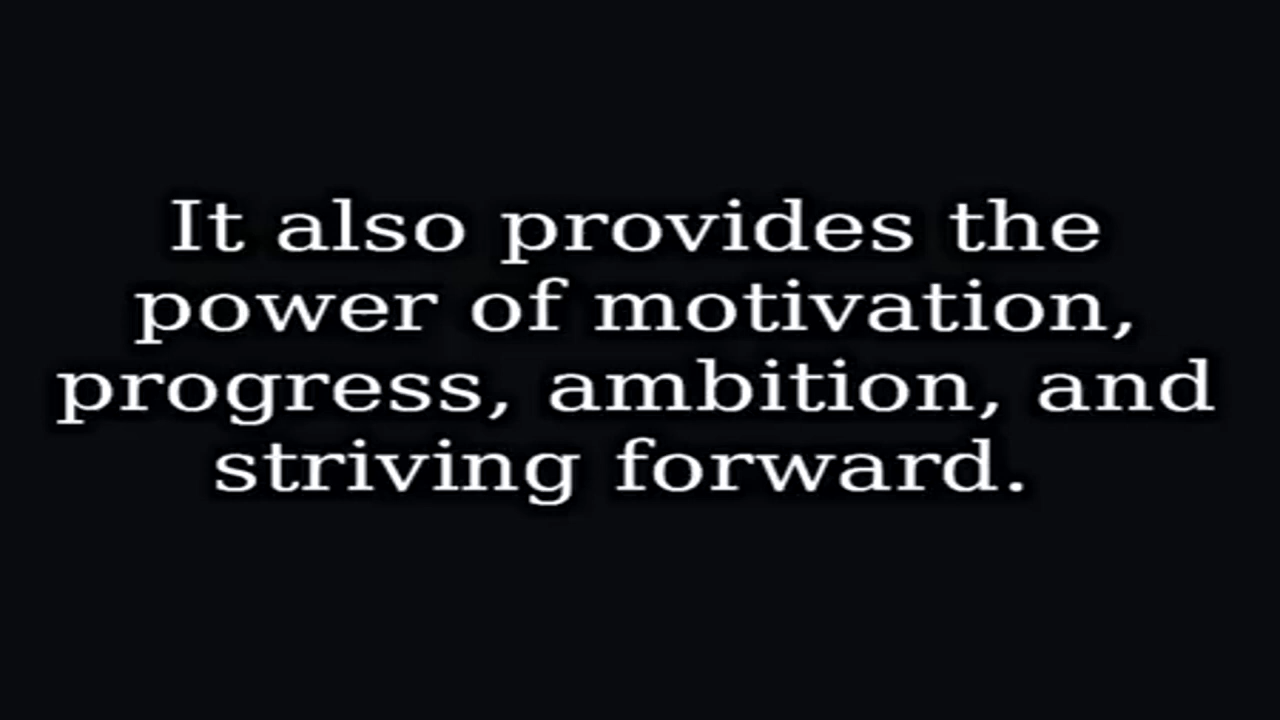 It also provides the
power of motivation,
progress, ambition, and
striving forward.